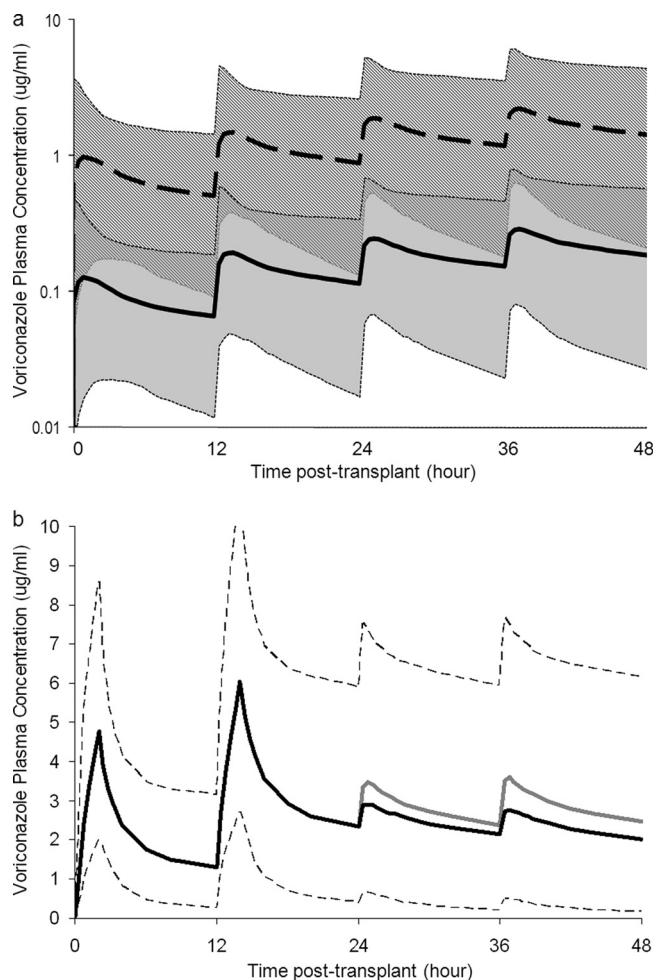 a
Voriconazole Plasma Concentration (ug/ml)
10
1
0.1
0.01
0 12 24 36 48
Time post-transplant (hour)
b
Voriconazole Plasma Concentration (ug/ml)
10
9
8
7
6
5
4
3
2
1
0
0 12 24 36 48
Time post-transplant (hour)